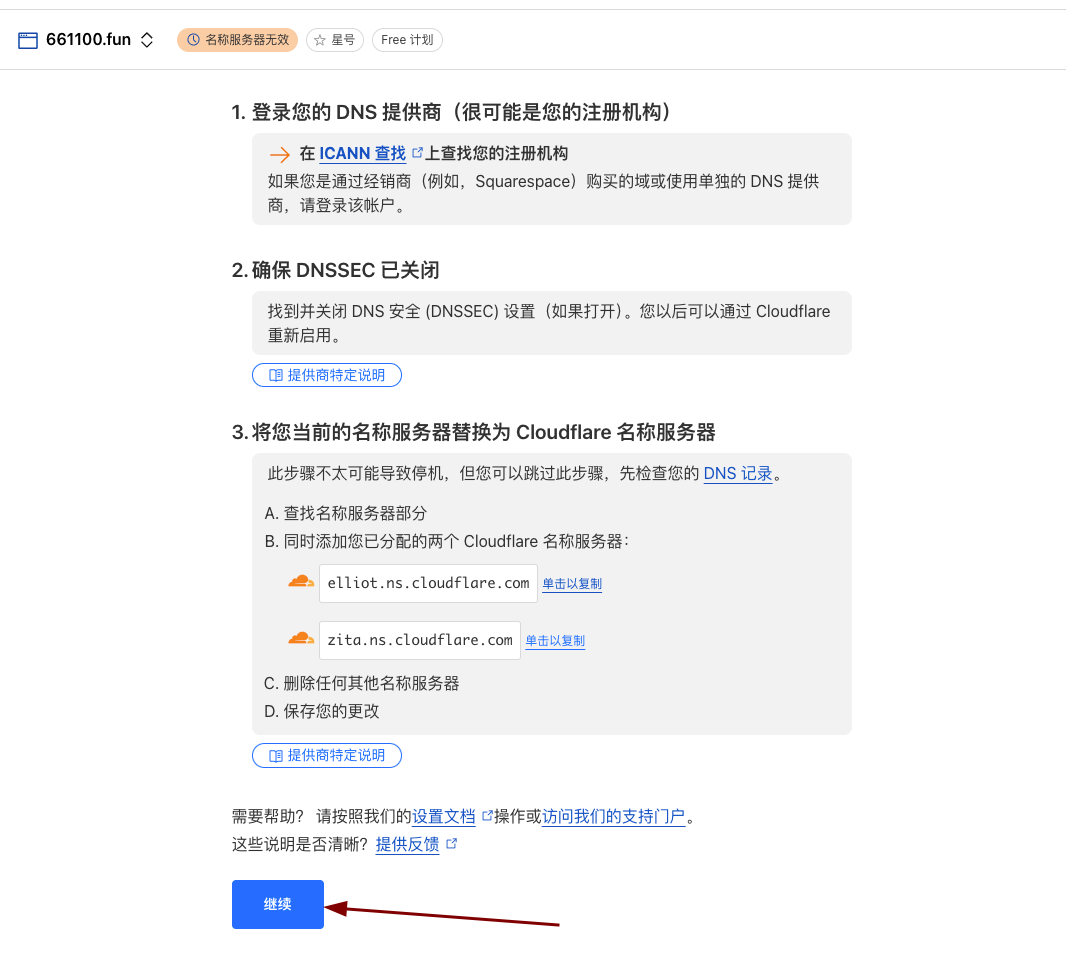 661100.fun 名称服务器无效 星号 Free 计划
1. 登录您的 DNS 提供商（很可能是您的注册机构）
在 ICANN 查找 上查找您的注册机构
如果您是通过经销商（例如，Squarespace）购买的域或使用单独的 DNS 提供
商，请登录该帐户。
2. 确保 DNSSEC 已关闭
找到并关闭 DNS 安全 (DNSSEC) 设置（如果打开）。您以后可以通过 Cloudflare
重新启用。
提供商特定说明
3. 将您当前的名称服务器替换为 Cloudflare 名称服务器
此步骤不太可能导致停机，但您可以跳过此步骤，先检查您的 DNS 记录。
A. 查找名称服务器部分
B. 同时添加您已分配的两个 Cloudflare 名称服务器：
elliot.ns.cloudflare.com 单击以复制
zita.ns.cloudflare.com 单击以复制
C. 删除任何其他名称服务器
D. 保存您的更改
提供商特定说明
需要帮助？ 请按照我们的设置文档 操作或访问我们的支持门户。
这些说明是否清晰？ 提供反馈
继续